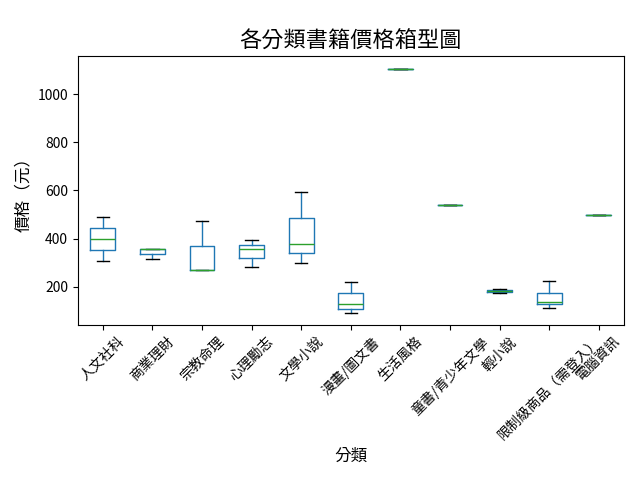 各分類書籍價格箱型圖
價格（元）
1000
800
600
400
200
人文社科
商業理財
宗教命理
心理勵志
文學小說
漫畫/圖文書
生活風格
童書/青少年文學
輕小說
限制級商品（需登入）
電腦資訊
分類